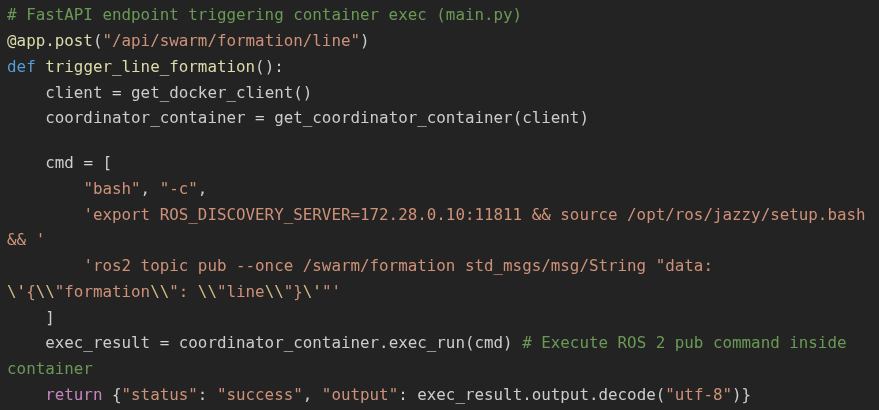 # FastAPI endpoint triggering container exec (main.py)
@app.post("/api/swarm/formation/line")
def trigger_line_formation():
    client = get_docker_client()
    coordinator_container = get_coordinator_container(client)

    cmd = [
        "bash", "-c",
        'export ROS_DISCOVERY_SERVER=172.28.0.10:11811 && source /opt/ros/jazzy/setup.bash
&& '
        'ros2 topic pub --once /swarm/formation std_msgs/msg/String "data:
\'{\\"formation\\": \\"line\\"}\'"'
    ]
    exec_result = coordinator_container.exec_run(cmd) # Execute ROS 2 pub command inside
container
    return {"status": "success", "output": exec_result.output.decode("utf-8")}